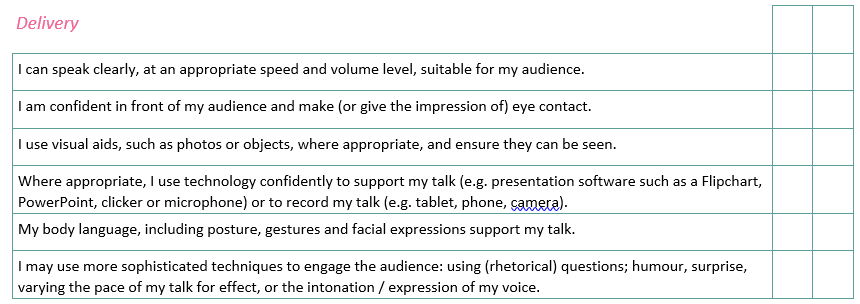 Delivery
I can speak clearly, at an appropriate speed and volume level, suitable for my audience.
I am confident in front of my audience and make (or give the impression of) eye contact.
I use visual aids, such as photos or objects, where appropriate, and ensure they can be seen.
Where appropriate, I use technology confidently to support my talk (e.g. presentation software such as a Flipchart,
PowerPoint, clicker or microphone) or to record my talk (e.g. tablet, phone, camera).
My body language, including posture, gestures and facial expressions support my talk.
I may use more sophisticated techniques to engage the audience: using (rhetorical) questions; humour, surprise,
varying the pace of my talk for effect, or the intonation / expression of my voice.